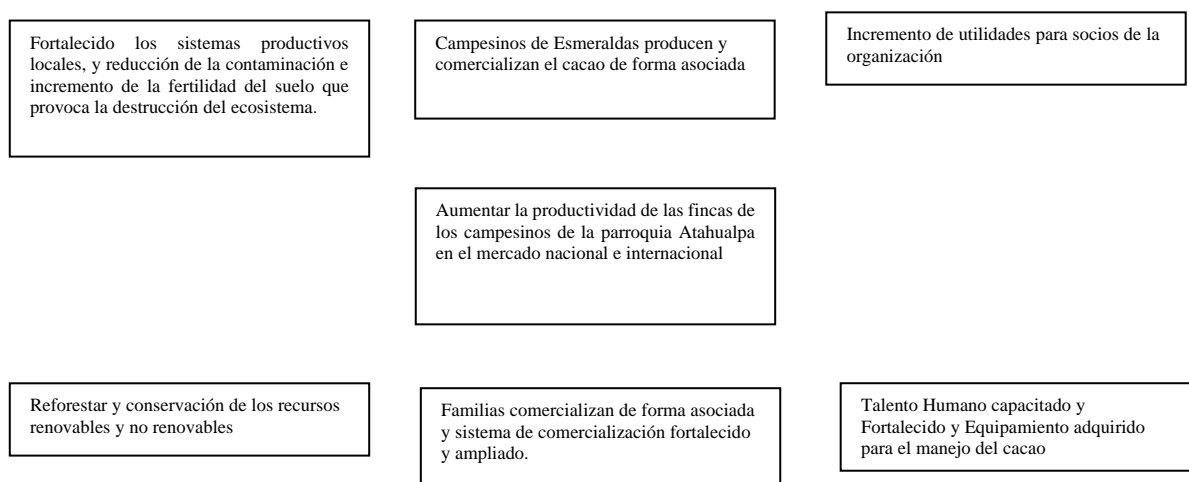 Fortalecido los sistemas productivos
locales, y reducción de la contaminación e
incremento de la fertilidad del suelo que
provoca la destrucción del ecosistema.
Campesinos de Esmeraldas producen y
comercializan el cacao de forma asociada
Incremento de utilidades para socios de la
organización
Aumentar la productividad de las fincas de
los campesinos de la parroquia Atahualpa
en el mercado nacional e internacional
Reforestar y conservación de los recursos
renovables y no renovables
Familias comercializan de forma asociada
y sistema de comercialización fortalecido
y ampliado.
Talento Humano capacitado y
Fortalecido y Equipamiento adquirido
para el manejo del cacao